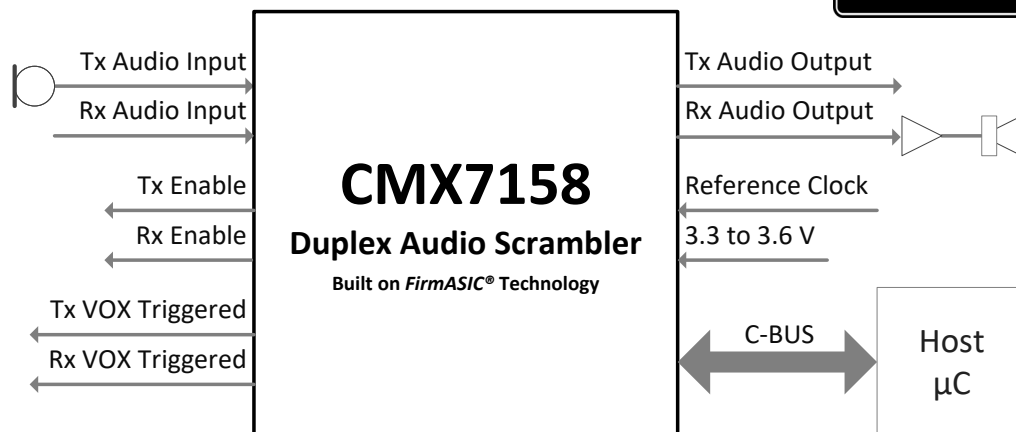 Tx Audio Input
Rx Audio Input
Tx Enable
Rx Enable
Tx VOX Triggered
Rx VOX Triggered
CMX7158
Duplex Audio Scrambler
Built on FirmASIC® Technology
Tx Audio Output
Rx Audio Output
Reference Clock
3.3 to 3.6 V
C-BUS
Host
µC